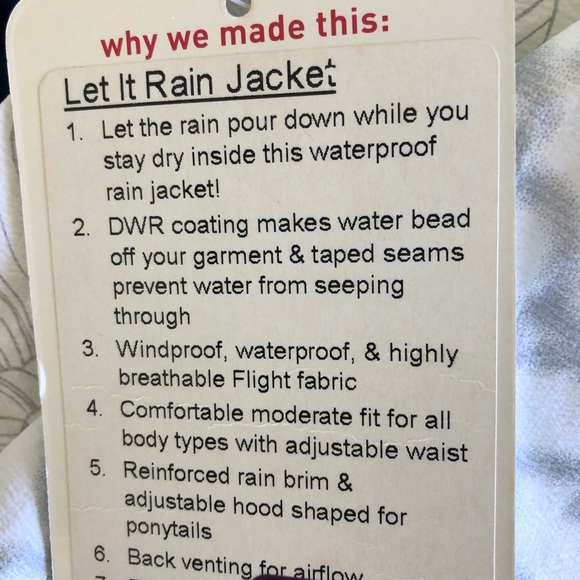 why we made this:
Let It Rain Jacket
1. Let the rain pour down while you
stay dry inside this waterproof
rain jacket!
2. DWR coating makes water bead
off your garment & taped seams
prevent water from seeping
through
3. Windproof, waterproof, & highly
breathable Flight fabric
4. Comfortable moderate fit for all
body types with adjustable waist
5. Reinforced rain brim &
adjustable hood shaped for
ponytails
6. Back venting for airflow
7.